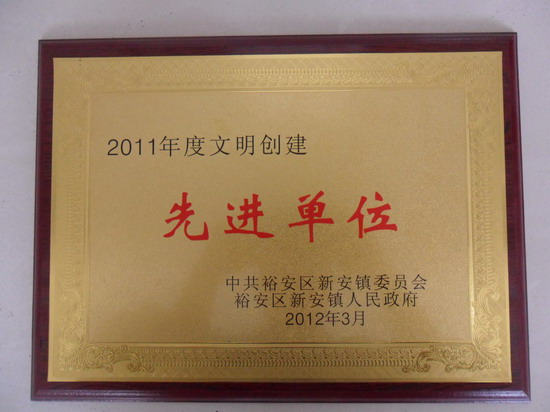 2011年度文明创建
先进单位
中共裕安区新安镇委员会
裕安区新安镇人民政府
2012年3月